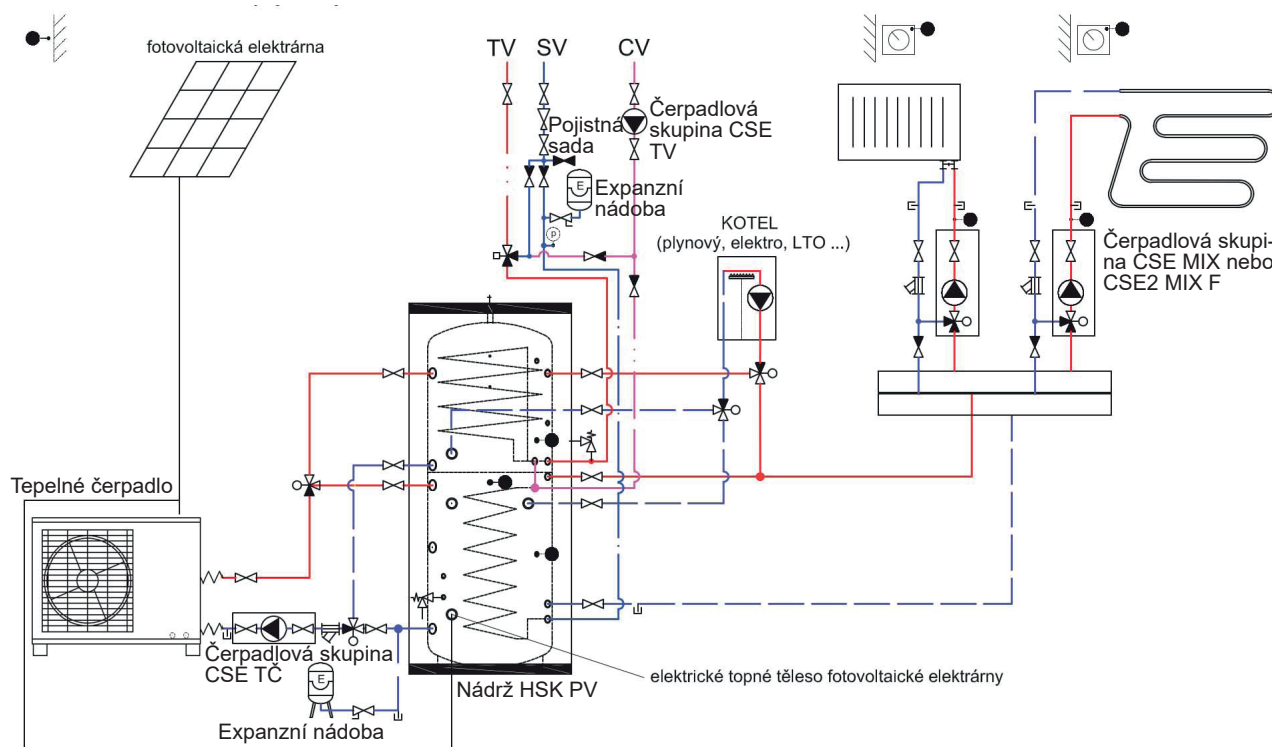 fotovoltaická elektrárna
TV
SV
CV
Čerpadlová
skupina CSE
TV
Pojistná
sada
E
Expanzní
nádoba
p
KOTEL
(plynový, elektro, LTO ...)
Čerpadlová skupi-
na CSE MIX nebo
CSE2 MIX F
Tepelné čerpadlo
Čerpadlová skupina
CSE TČ
E
Expanzní nádoba
Nádrž HSK PV
elektrické topné těleso fotovoltaické elektrárny